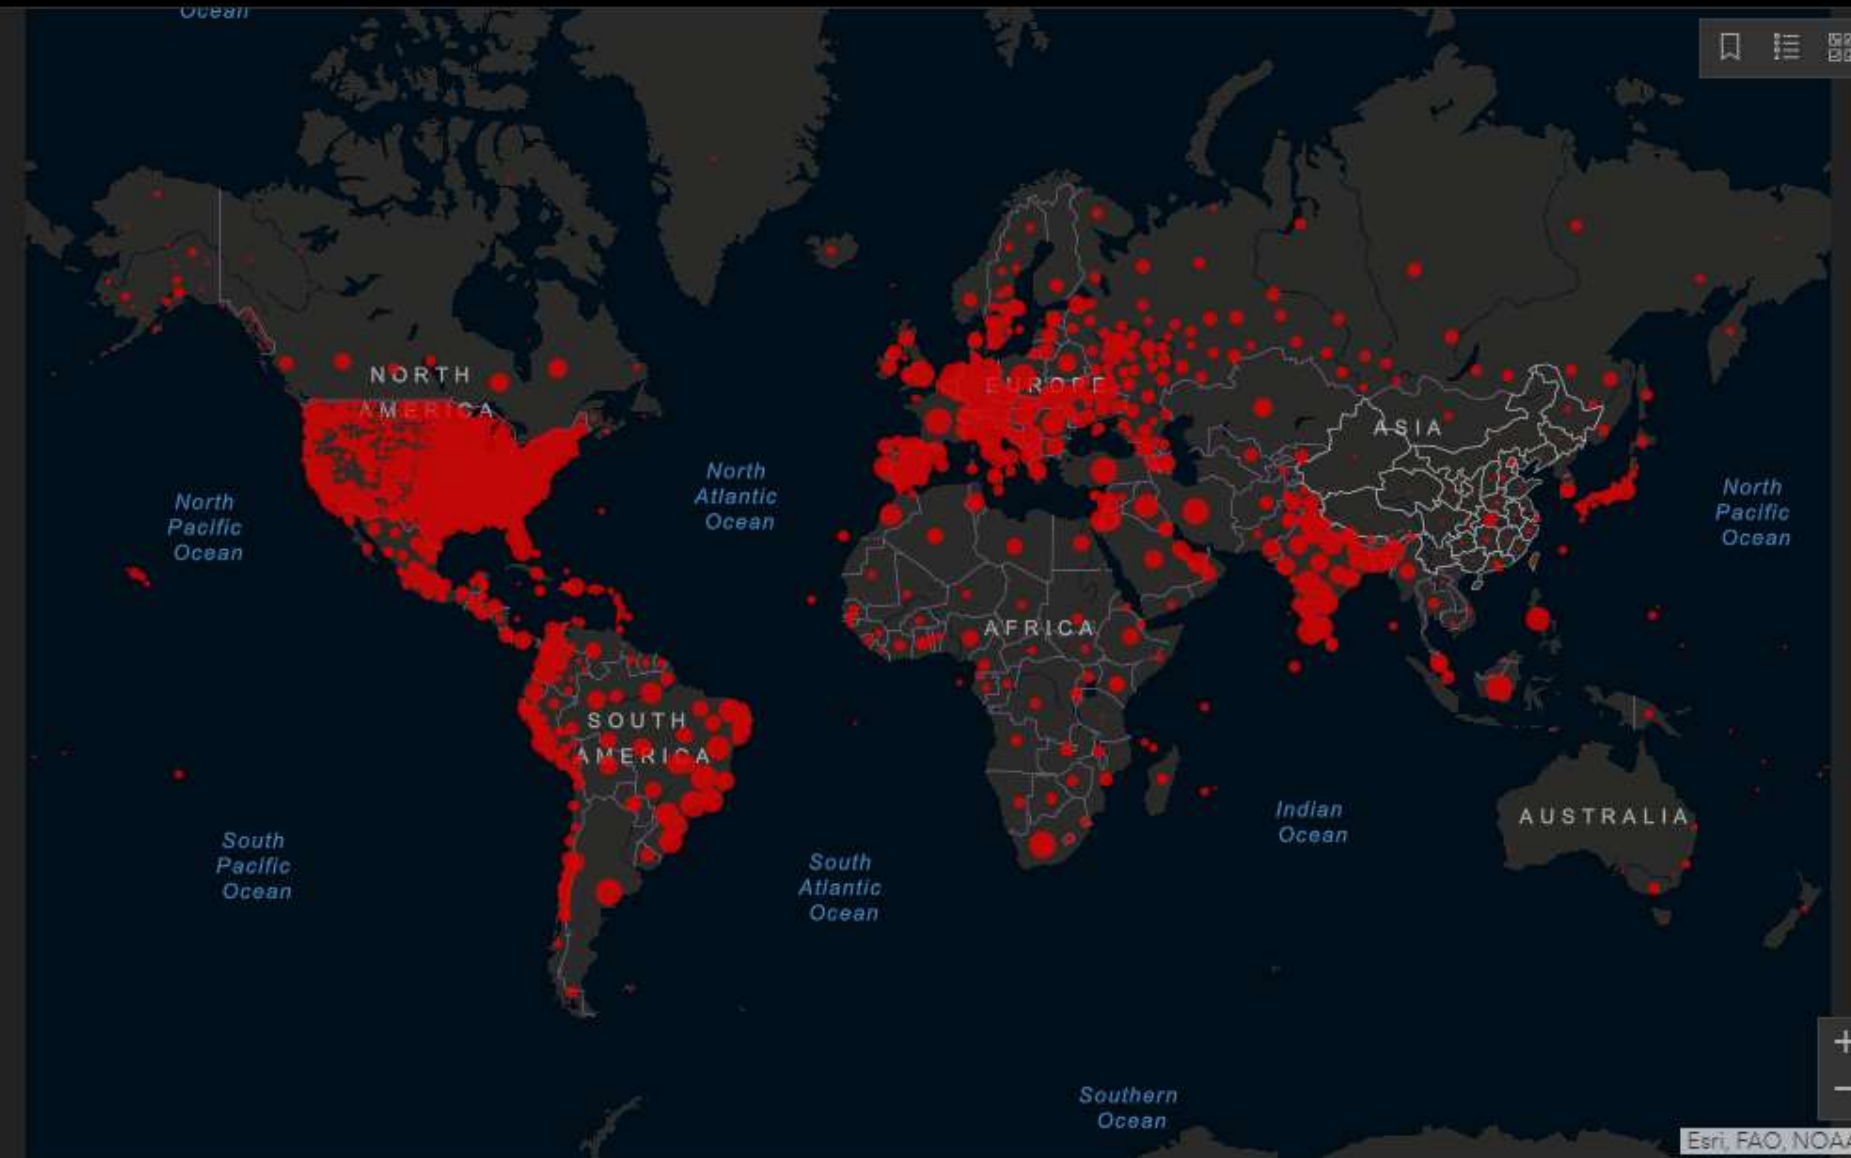 Ocean
NORTH
AMERICA
EUROPE
ASIA
North
Pacific
Ocean
North
Atlantic
Ocean
North
Pacific
Ocean
AFRICA
SOUTH
AMERICA
Indian
Ocean
AUSTRALIA
South
Pacific
Ocean
South
Atlantic
Ocean
Southern
Ocean
Esri, FAO, NOAA